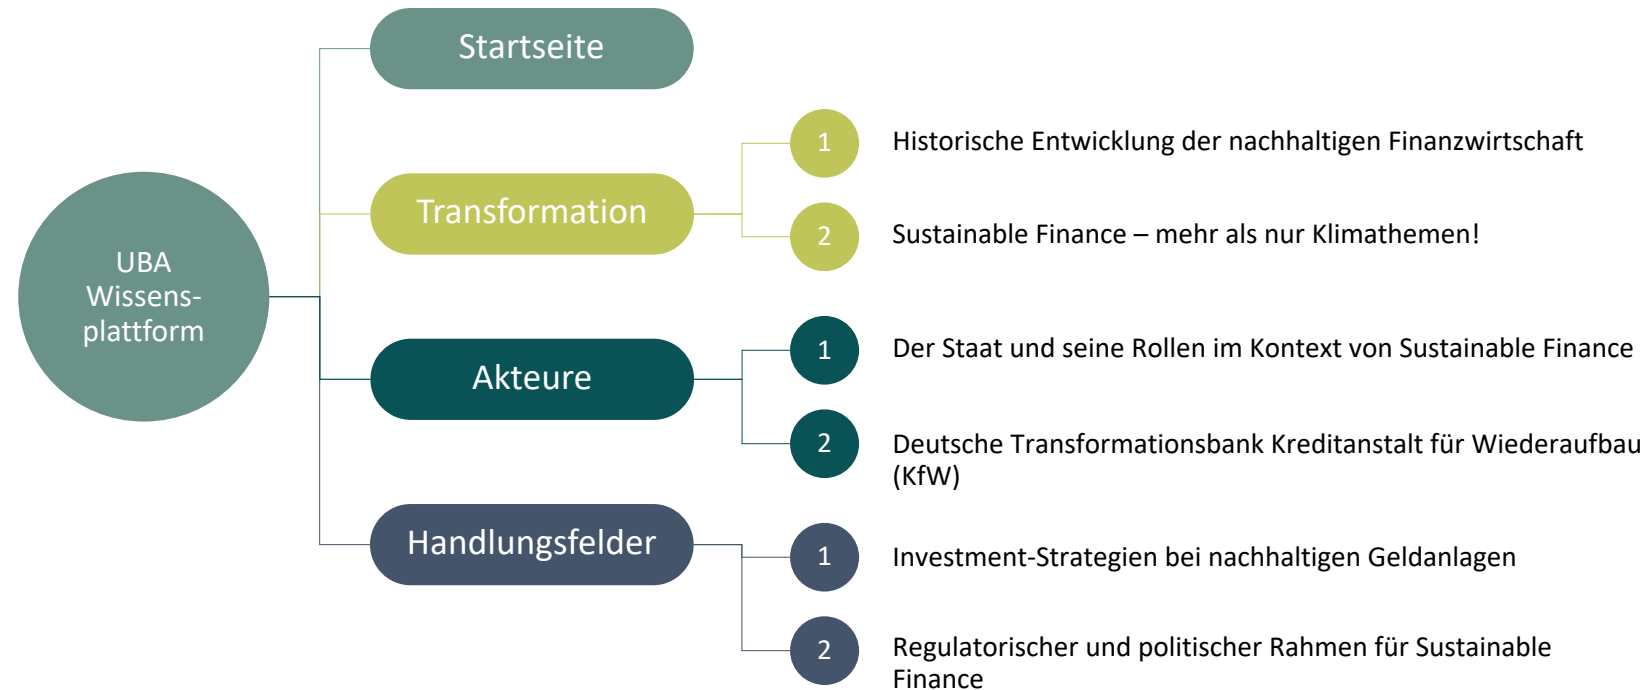 UBA
Wissens-
plattform
Startseite
Transformation
1
Historische Entwicklung der nachhaltigen Finanzwirtschaft
2
Sustainable Finance – mehr als nur Klimathemen!
Akteure
1
Der Staat und seine Rollen im Kontext von Sustainable Finance
2
Deutsche Transformationsbank Kreditanstalt für Wiederaufbau
(KfW)
Handlungsfelder
1
Investment-Strategien bei nachhaltigen Geldanlagen
2
Regulatorischer und politischer Rahmen für Sustainable
Finance